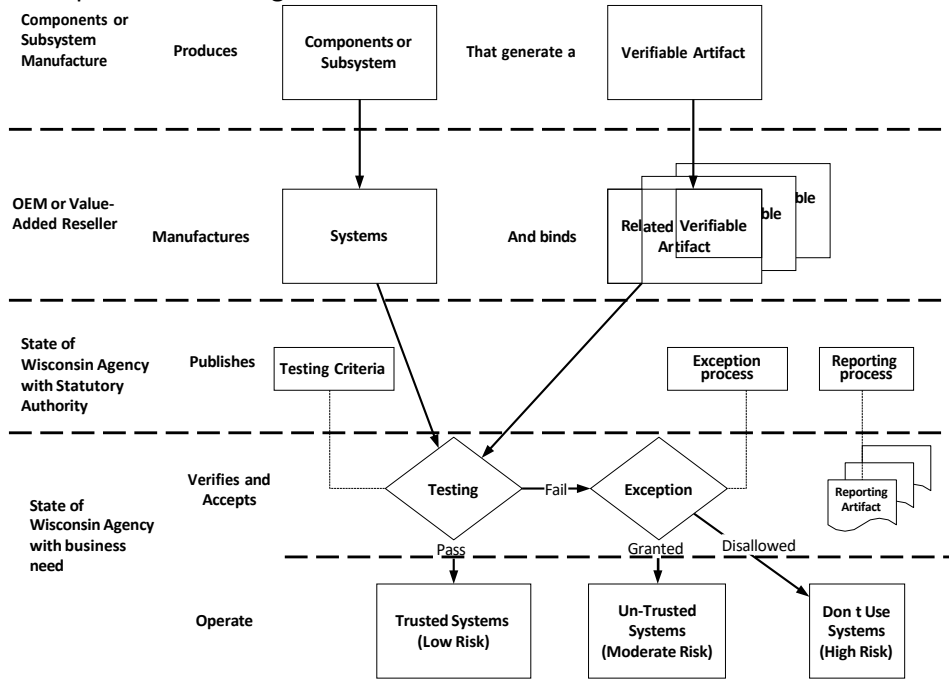 Components or
Subsystem
Manufacture
Produces
Components or
Subsystem
That generate a
Verifiable Artifact
OEM or Value-
Added Reseller
Manufactures
Systems
And binds
Related Verifiable
Artifact
ble
ble
State of
Wisconsin Agency
with Statutory
Authority
Publishes
Testing Criteria
Exception
process
Reporting
process
State of
Wisconsin Agency
with business
need
Verifies and
Accepts
Testing
Fail
Exception
Reporting
Artifact
Pass
Granted
Disallowed
Operate
Trusted Systems
(Low Risk)
Un-Trusted
Systems
(Moderate Risk)
Don t Use
Systems
(High Risk)